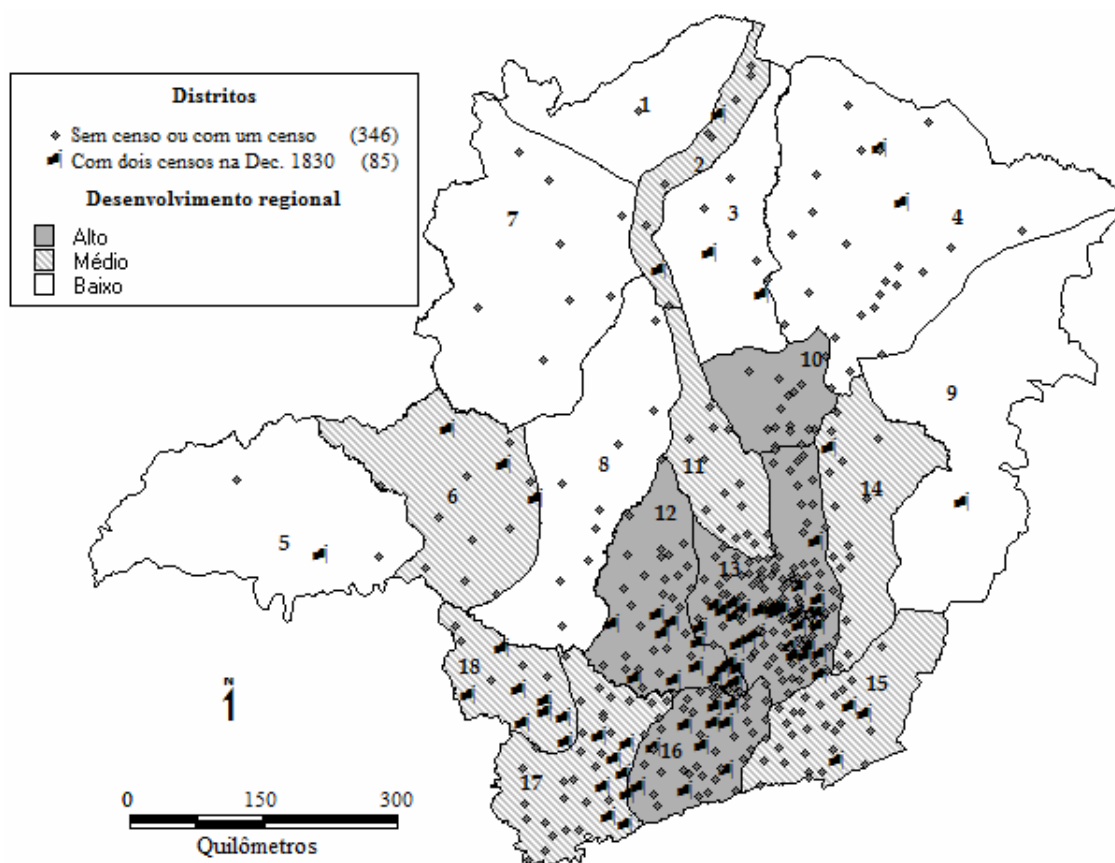 Distritos
Sem censo ou com um censo (346)
Com dois censos na Dec. 1830 (85)
Desenvolvimento regional
Alto
Médio
Baixo
1
2
3
4
7
10
9
8
11
14
6
12
5
13
18
15
16
17
N
0 150 300
Quilômetros